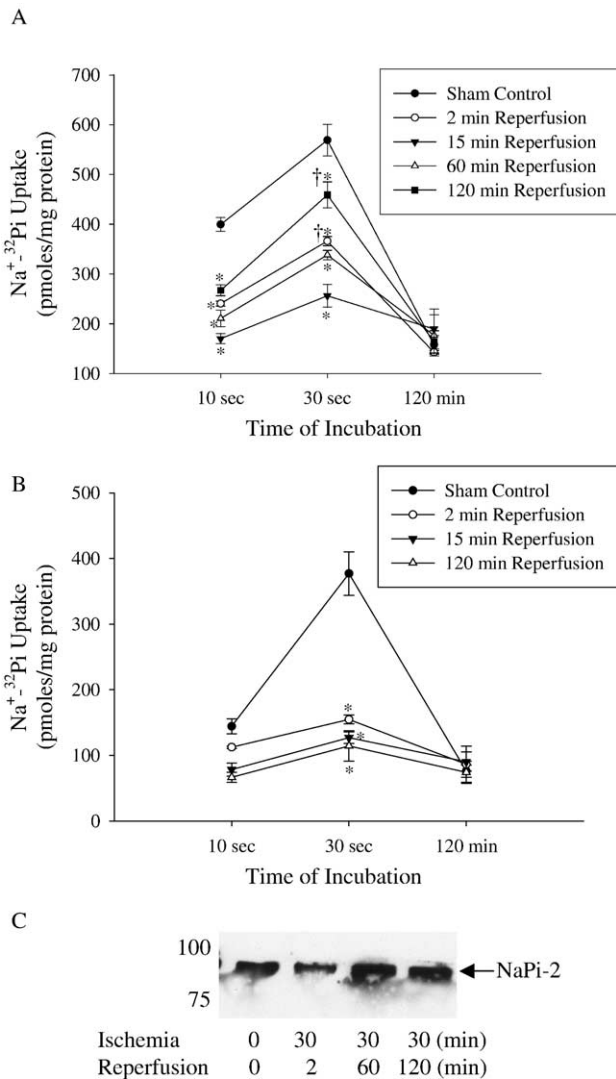 A
700
600
500
400
300
200
100
Na⁺-³²Pi Uptake
(pmoles/mg protein)
Sham Control
2 min Reperfusion
15 min Reperfusion
60 min Reperfusion
120 min Reperfusion
†*
†*
*
*
*
*
*
*
10 sec 30 sec 120 min
Time of Incubation
B
500
400
300
200
100
0
Na⁺-³²Pi Uptake
(pmoles/mg protein)
Sham Control
2 min Reperfusion
15 min Reperfusion
120 min Reperfusion
*
*
*
10 sec 30 sec 120 min
Time of Incubation
C
100
75
NaPi-2
Ischemia 0 30 30 30 (min)
Reperfusion 0 2 60 120 (min)